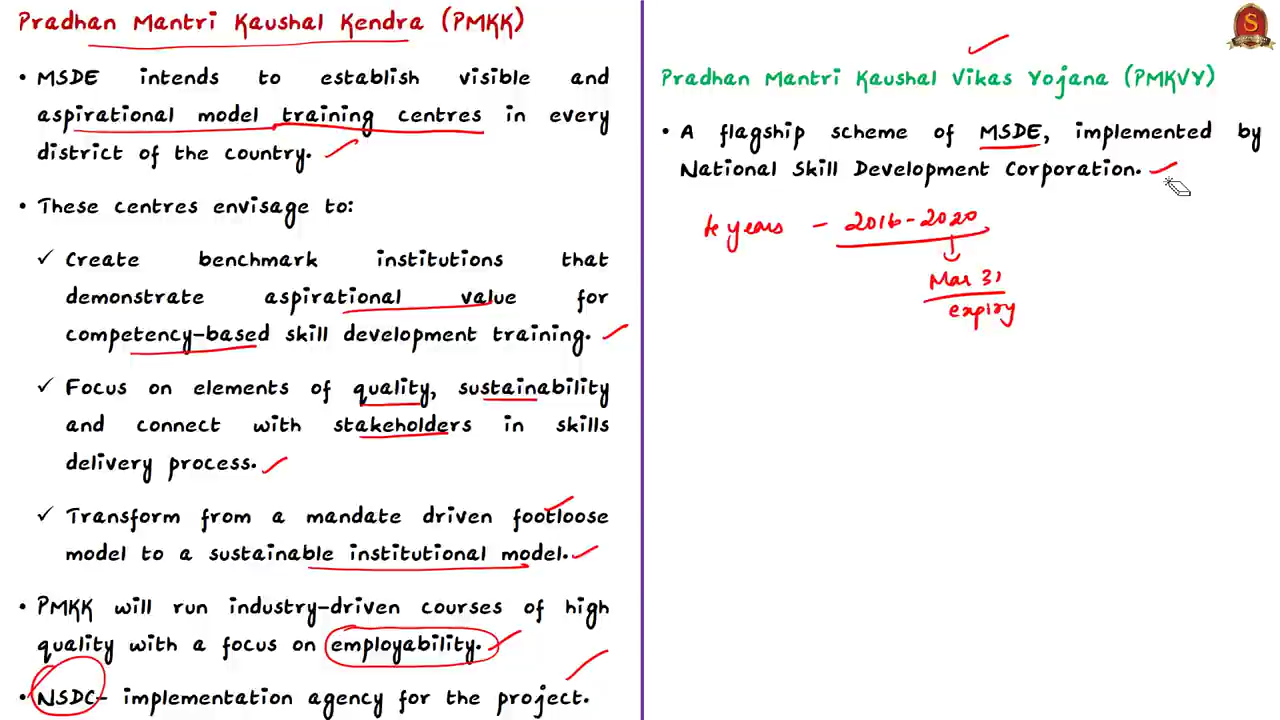 Pradhan Mantri Kaushal Kendra (PMKK)
• MSDE intends to establish visible and
aspirational model training centres in every
district of the country.
• These centres envisage to:
✓ Create benchmark institutions that
demonstrate aspirational value for
competency-based skill development training.
✓ Focus on elements of quality, sustainability
and connect with stakeholders in skills
delivery process.
✓ Transform from a mandate driven footloose
model to a sustainable institutional model.
• PMKK will run industry-driven courses of high
quality with a focus on employability.
• NSDC- implementation agency for the project.
Pradhan Mantri Kaushal Vikas Yojana (PMKVY)
• A flagship scheme of MSDE, implemented by
National Skill Development Corporation.
years - 2016-2020
Mar 31
expiry
S